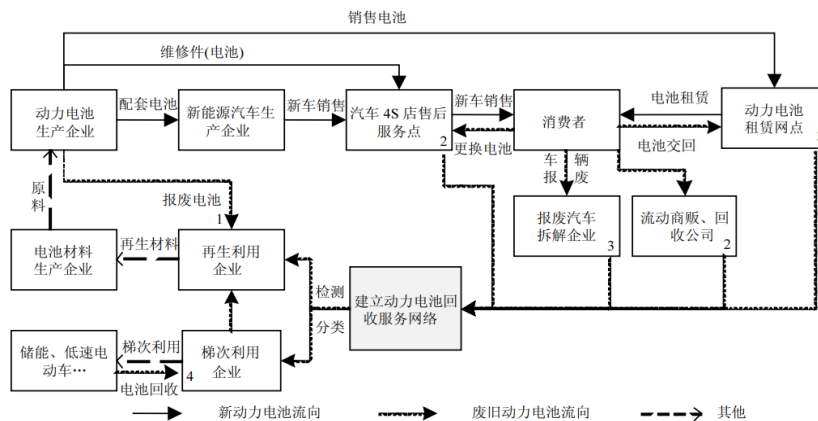 销售电池
维修件(电池)
动力电池
生产企业
配套电池
新能源汽车生
产企业
新车销售
汽车 4S 店售后
服务点
2
新车销售
更换电池
消费者
电池租赁
电池交回
动力电池
租赁网点
原料
报废电池
1
车 辆
报 废
电池材料
生产企业
再生材料
再生利用
企业
报废汽车
拆解企业
3
流动商贩、回
收公司
2
检测
分类
建立动力电池回
收服务网络
储能、低速电
动车…
梯次利用
电池回收
4
梯次利用
企业
新动力电池流向
废旧动力电池流向
其他